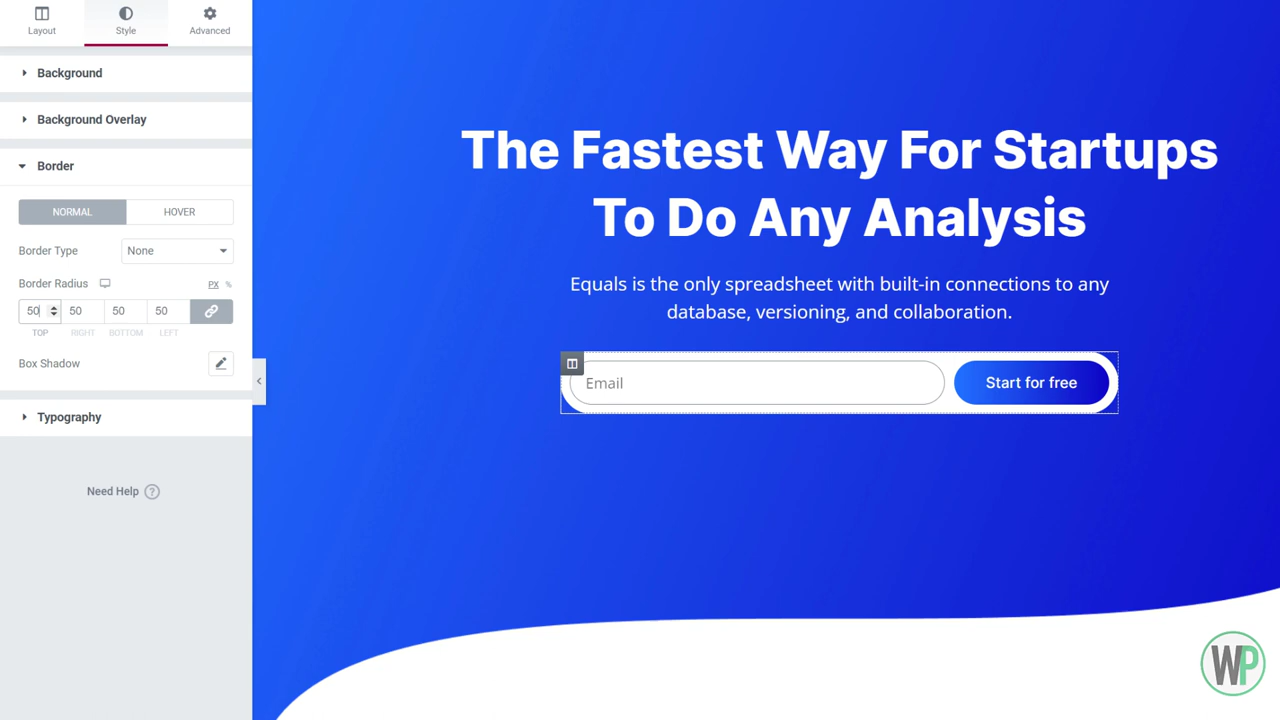 Layout
Style
Advanced
Background
Background Overlay
Border
NORMAL
HOVER
Border Type
None
Border Radius
PX %
50 50 50 50
TOP RIGHT BOTTOM LEFT
Box Shadow
Typography
Need Help ?
The Fastest Way For Startups
To Do Any Analysis
Equals is the only spreadsheet with built-in connections to any
database, versioning, and collaboration.
Email
Start for free
WP